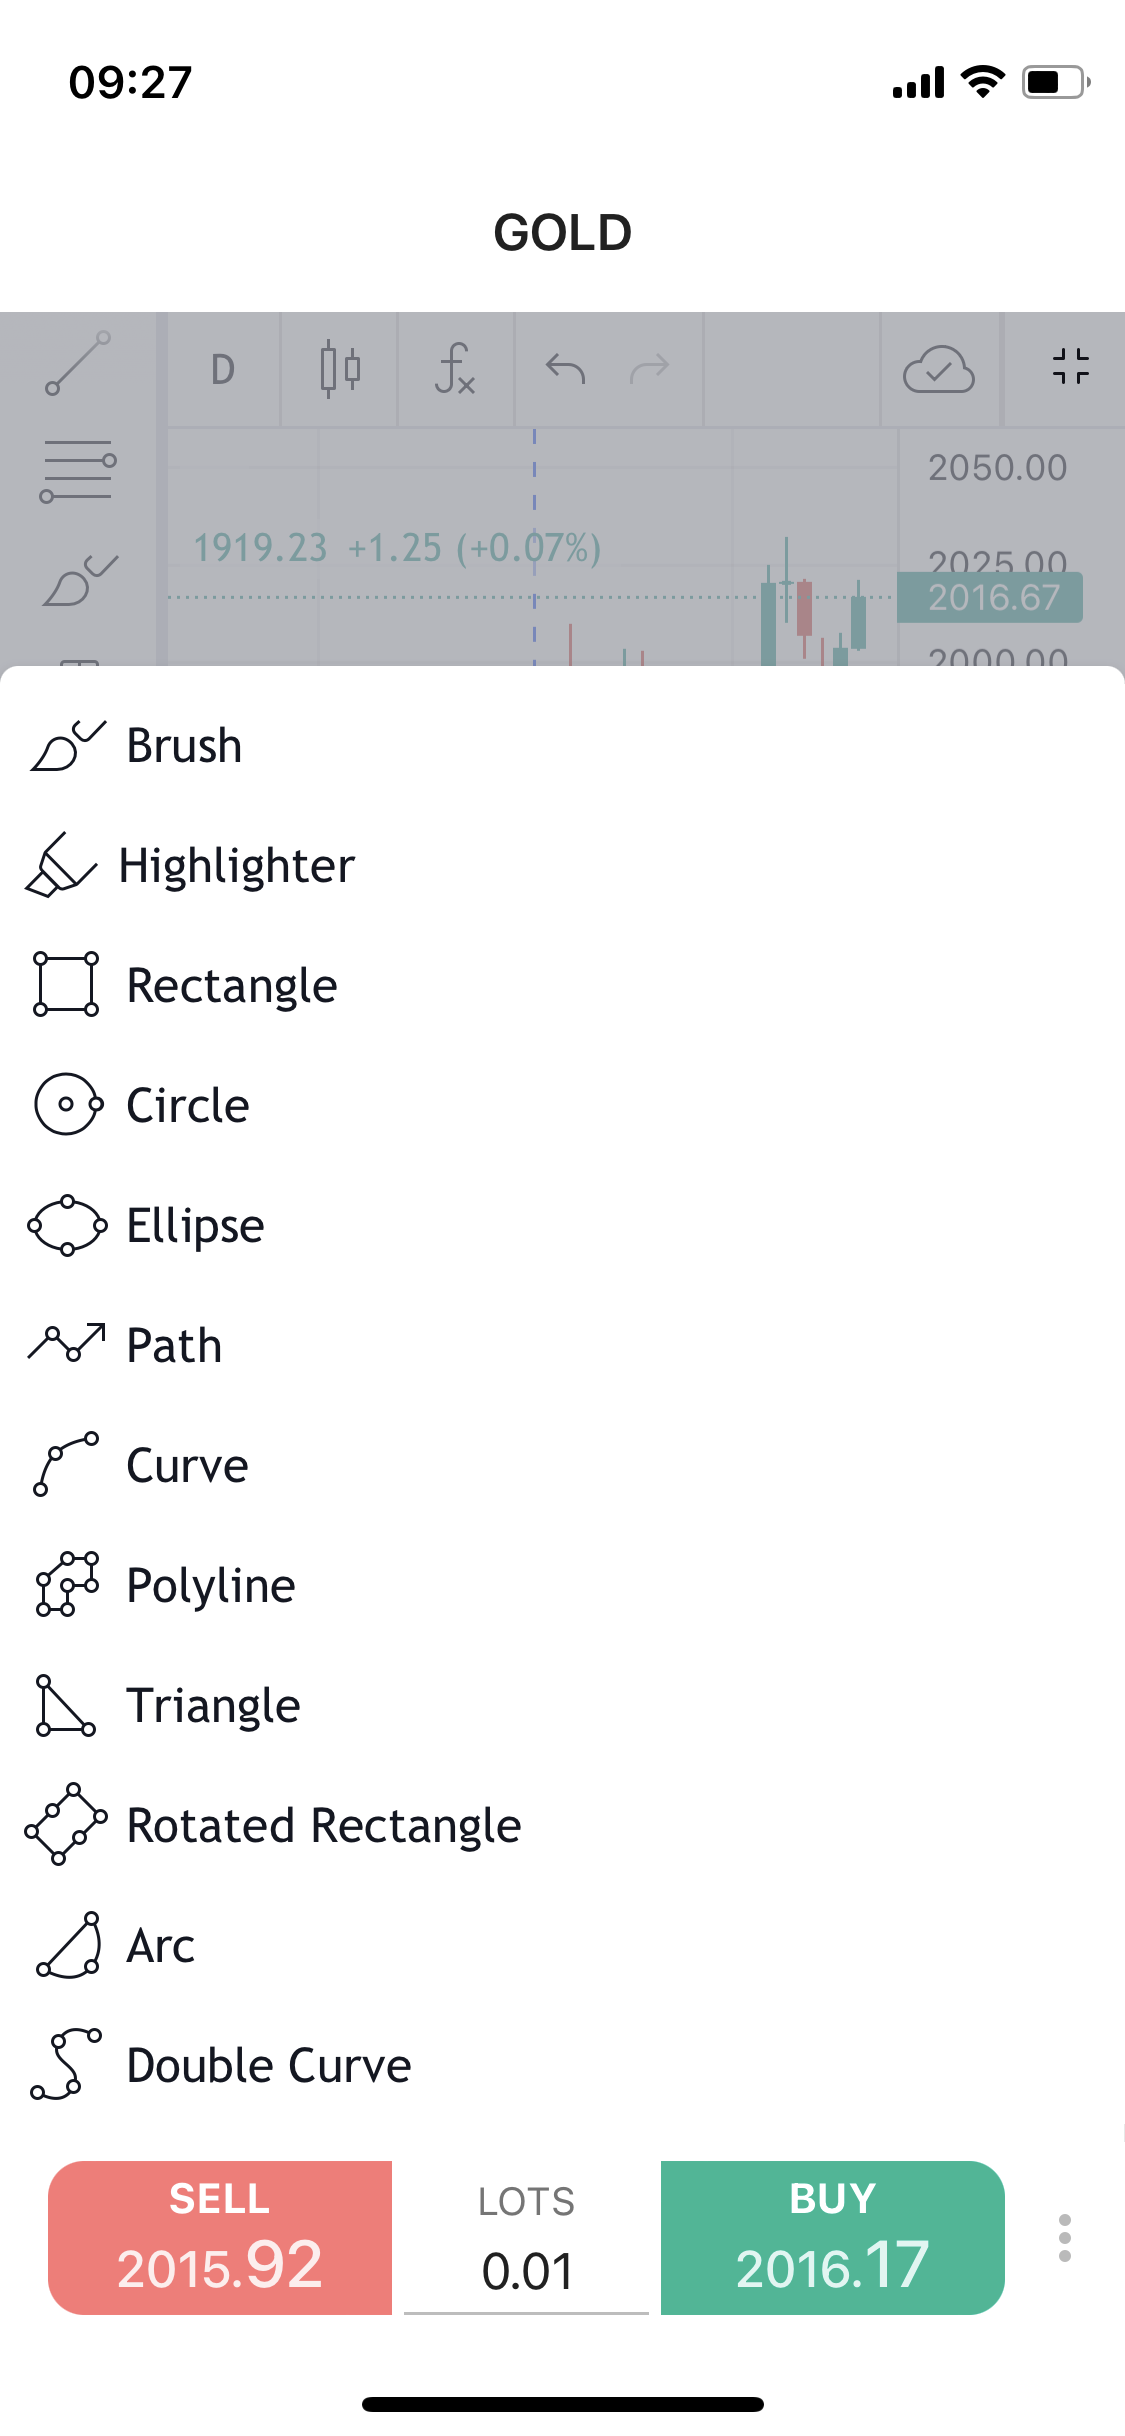 09:27
GOLD
D
2050.00
1919.23 +1.25 (+0.07%)
2025.00
2016.67
2000.00
Brush
Highlighter
Rectangle
Circle
Ellipse
Path
Curve
Polyline
Triangle
Rotated Rectangle
Arc
Double Curve
SELL
2015.92
LOTS
0.01
BUY
2016.17